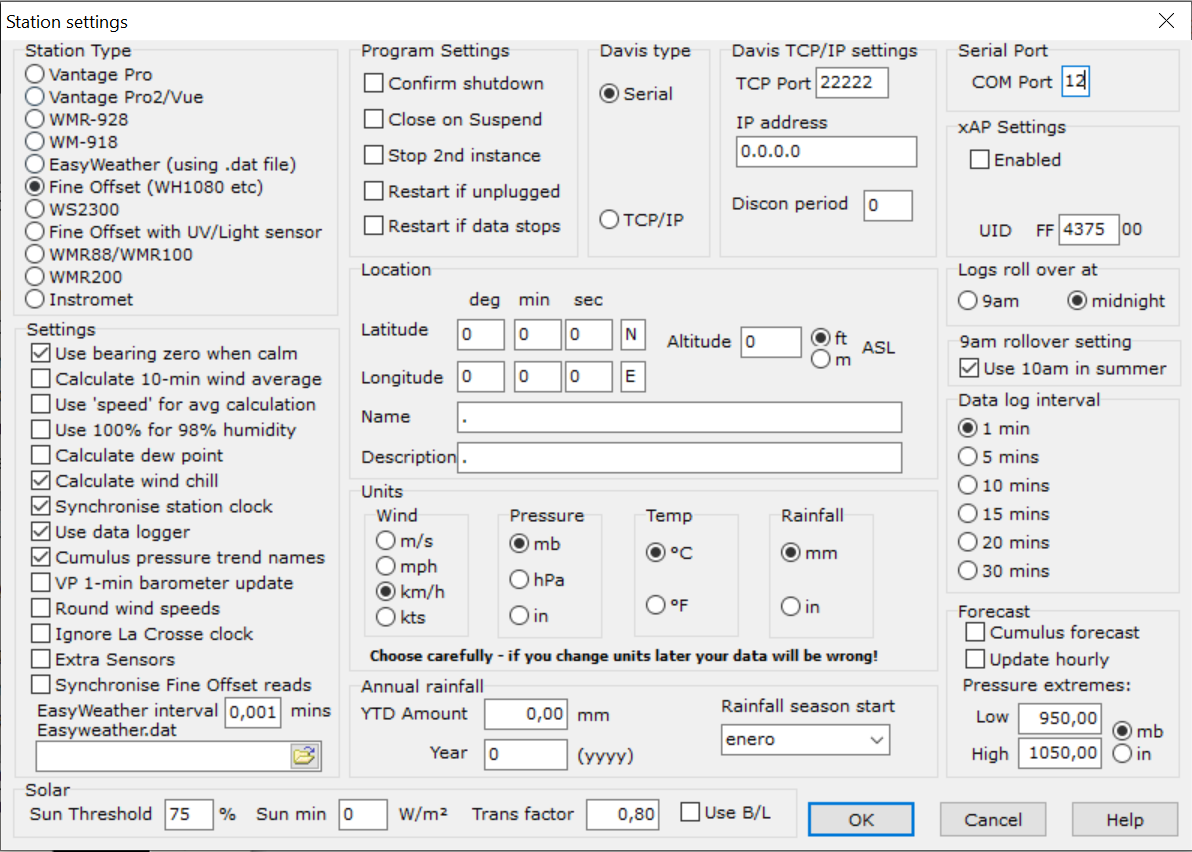 Station settings
Station Type
Vantage Pro
Vantage Pro2/Vue
WMR-928
WM-918
EasyWeather (using .dat file)
Fine Offset (WH1080 etc)
WS2300
Fine Offset with UV/Light sensor
WMR88/WMR100
WMR200
Instromet
Settings
Use bearing zero when calm
Calculate 10-min wind average
Use 'speed' for avg calculation
Use 100% for 98% humidity
Calculate dew point
Calculate wind chill
Synchronise station clock
Use data logger
Cumulus pressure trend names
VP 1-min barometer update
Round wind speeds
Ignore La Crosse clock
Extra Sensors
Synchronise Fine Offset reads
EasyWeather interval 0,001 mins
Easyweather.dat
Program Settings
Confirm shutdown
Close on Suspend
Stop 2nd instance
Restart if unplugged
Restart if data stops
Davis type
Serial
TCP/IP
Davis TCP/IP settings
TCP Port 22222
IP address
0.0.0.0
Discon period 0
Serial Port
COM Port 12
xAP Settings
Enabled
UID FF 4375 00
Logs roll over at
9am midnight
9am rollover setting
Use 10am in summer
Data log interval
1 min
5 mins
10 mins
15 mins
20 mins
30 mins
Location
deg min sec
Latitude 0 0 0 N
Longitude 0 0 0 E
Altitude 0 ft m ASL
Name .
Description .
Units
Wind
m/s
mph
km/h
kts
Pressure
mb
hPa
in
Temp
°C
°F
Rainfall
mm
in
Choose carefully - if you change units later your data will be wrong!
Annual rainfall
YTD Amount 0,00 mm
Year 0 (yyyy)
Rainfall season start
enero
Forecast
Cumulus forecast
Update hourly
Pressure extremes:
Low 950,00
High 1050,00
mb
in
Solar
Sun Threshold 75 % Sun min 0 W/m² Trans factor 0,80 Use B/L
OK Cancel Help